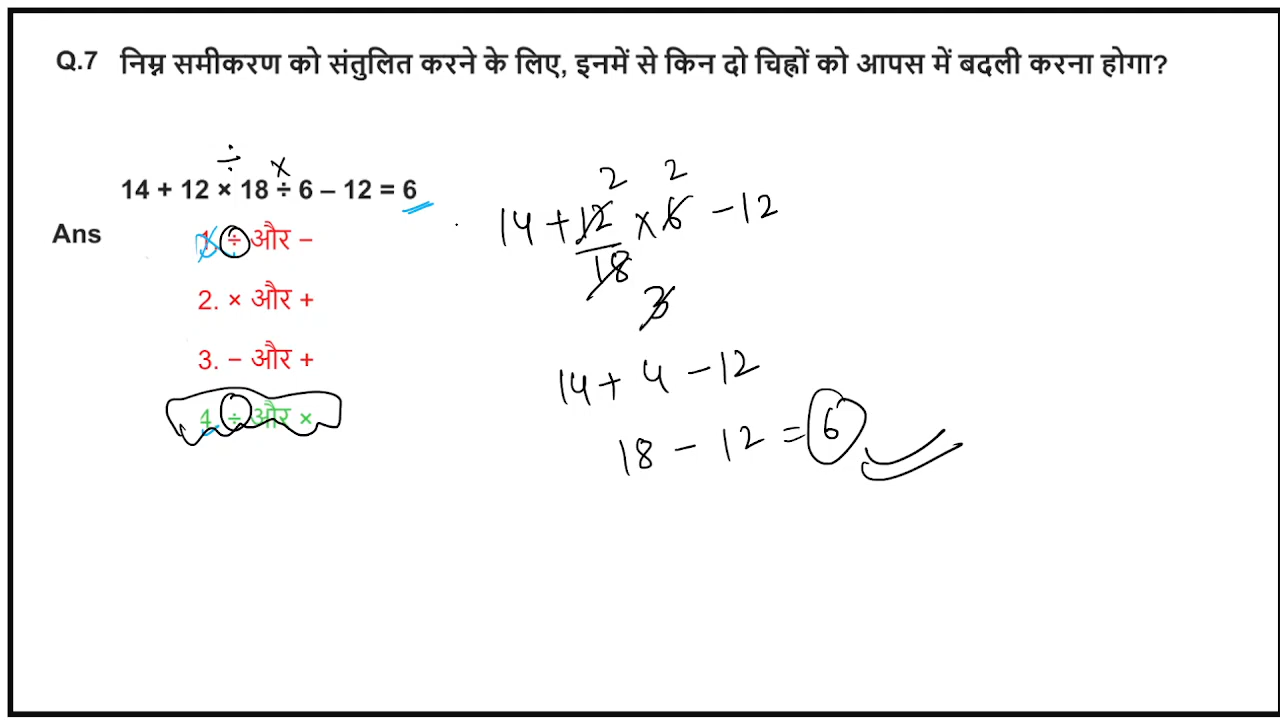 Q.7 निम्न समीकरण को संतुलित करने के लिए, इनमें से किन दो चिह्नों को आपस में बदली करना होगा?
÷ ×
14 + 12 × 18 ÷ 6 – 12 = 6
Ans
1. ÷ और −
2. × और +
3. − और +
4. ÷ और ×
2 2
14 + 12 × 6 − 12
18
3
14 + 4 − 12
18 − 12 = 6